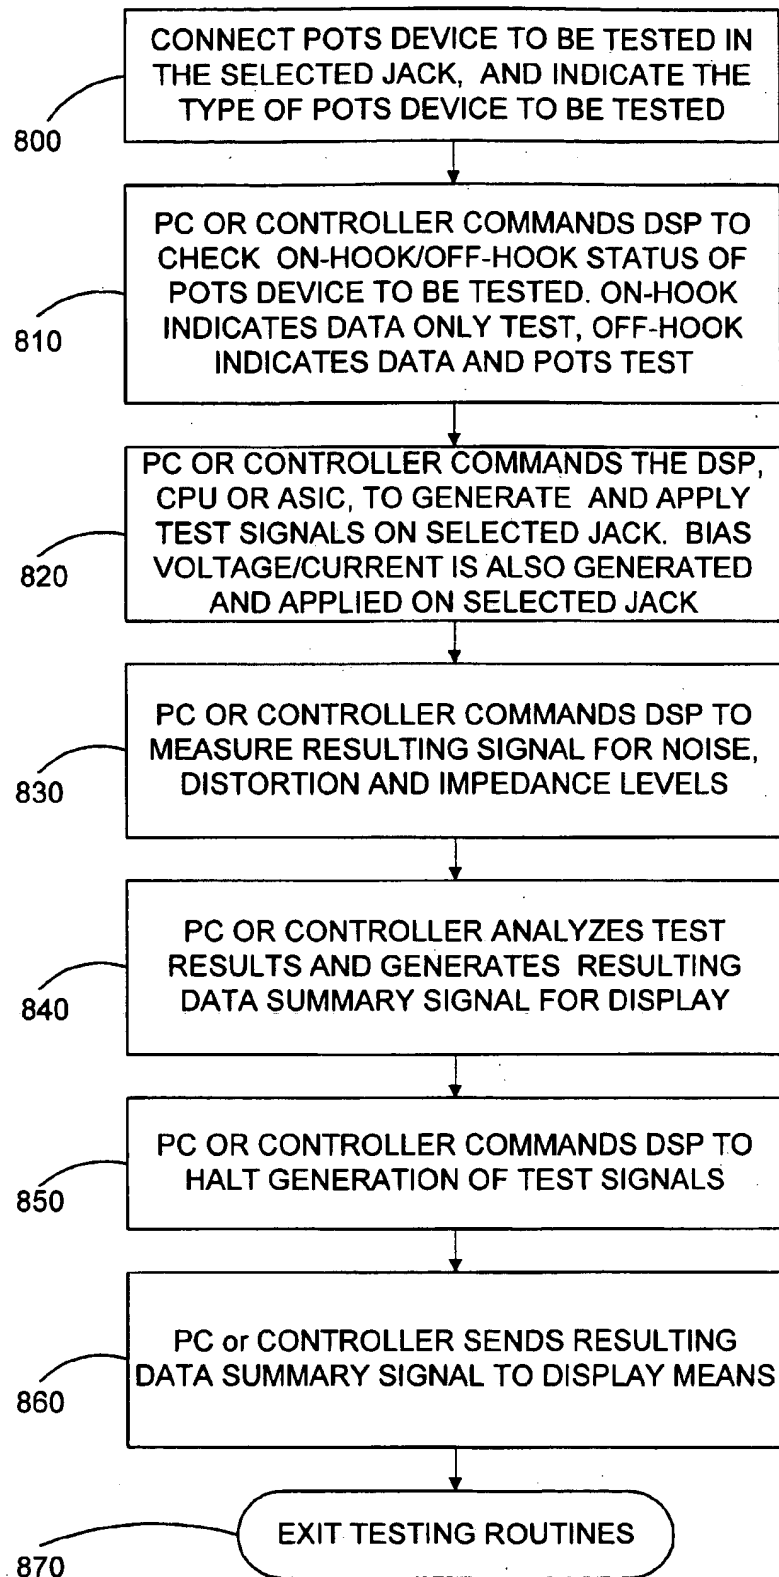 CONNECT POTS DEVICE TO BE TESTED IN
THE SELECTED JACK, AND INDICATE THE
TYPE OF POTS DEVICE TO BE TESTED
800
PC OR CONTROLLER COMMANDS DSP TO
CHECK ON-HOOK/OFF-HOOK STATUS OF
POTS DEVICE TO BE TESTED. ON-HOOK
INDICATES DATA ONLY TEST, OFF-HOOK
INDICATES DATA AND POTS TEST
810
PC OR CONTROLLER COMMANDS THE DSP,
CPU OR ASIC, TO GENERATE AND APPLY
TEST SIGNALS ON SELECTED JACK. BIAS
VOLTAGE/CURRENT IS ALSO GENERATED
AND APPLIED ON SELECTED JACK
820
PC OR CONTROLLER COMMANDS DSP TO
MEASURE RESULTING SIGNAL FOR NOISE,
DISTORTION AND IMPEDANCE LEVELS
830
PC OR CONTROLLER ANALYZES TEST
RESULTS AND GENERATES RESULTING
DATA SUMMARY SIGNAL FOR DISPLAY
840
PC OR CONTROLLER COMMANDS DSP TO
HALT GENERATION OF TEST SIGNALS
850
PC or CONTROLLER SENDS RESULTING
DATA SUMMARY SIGNAL TO DISPLAY MEANS
860
EXIT TESTING ROUTINES
870